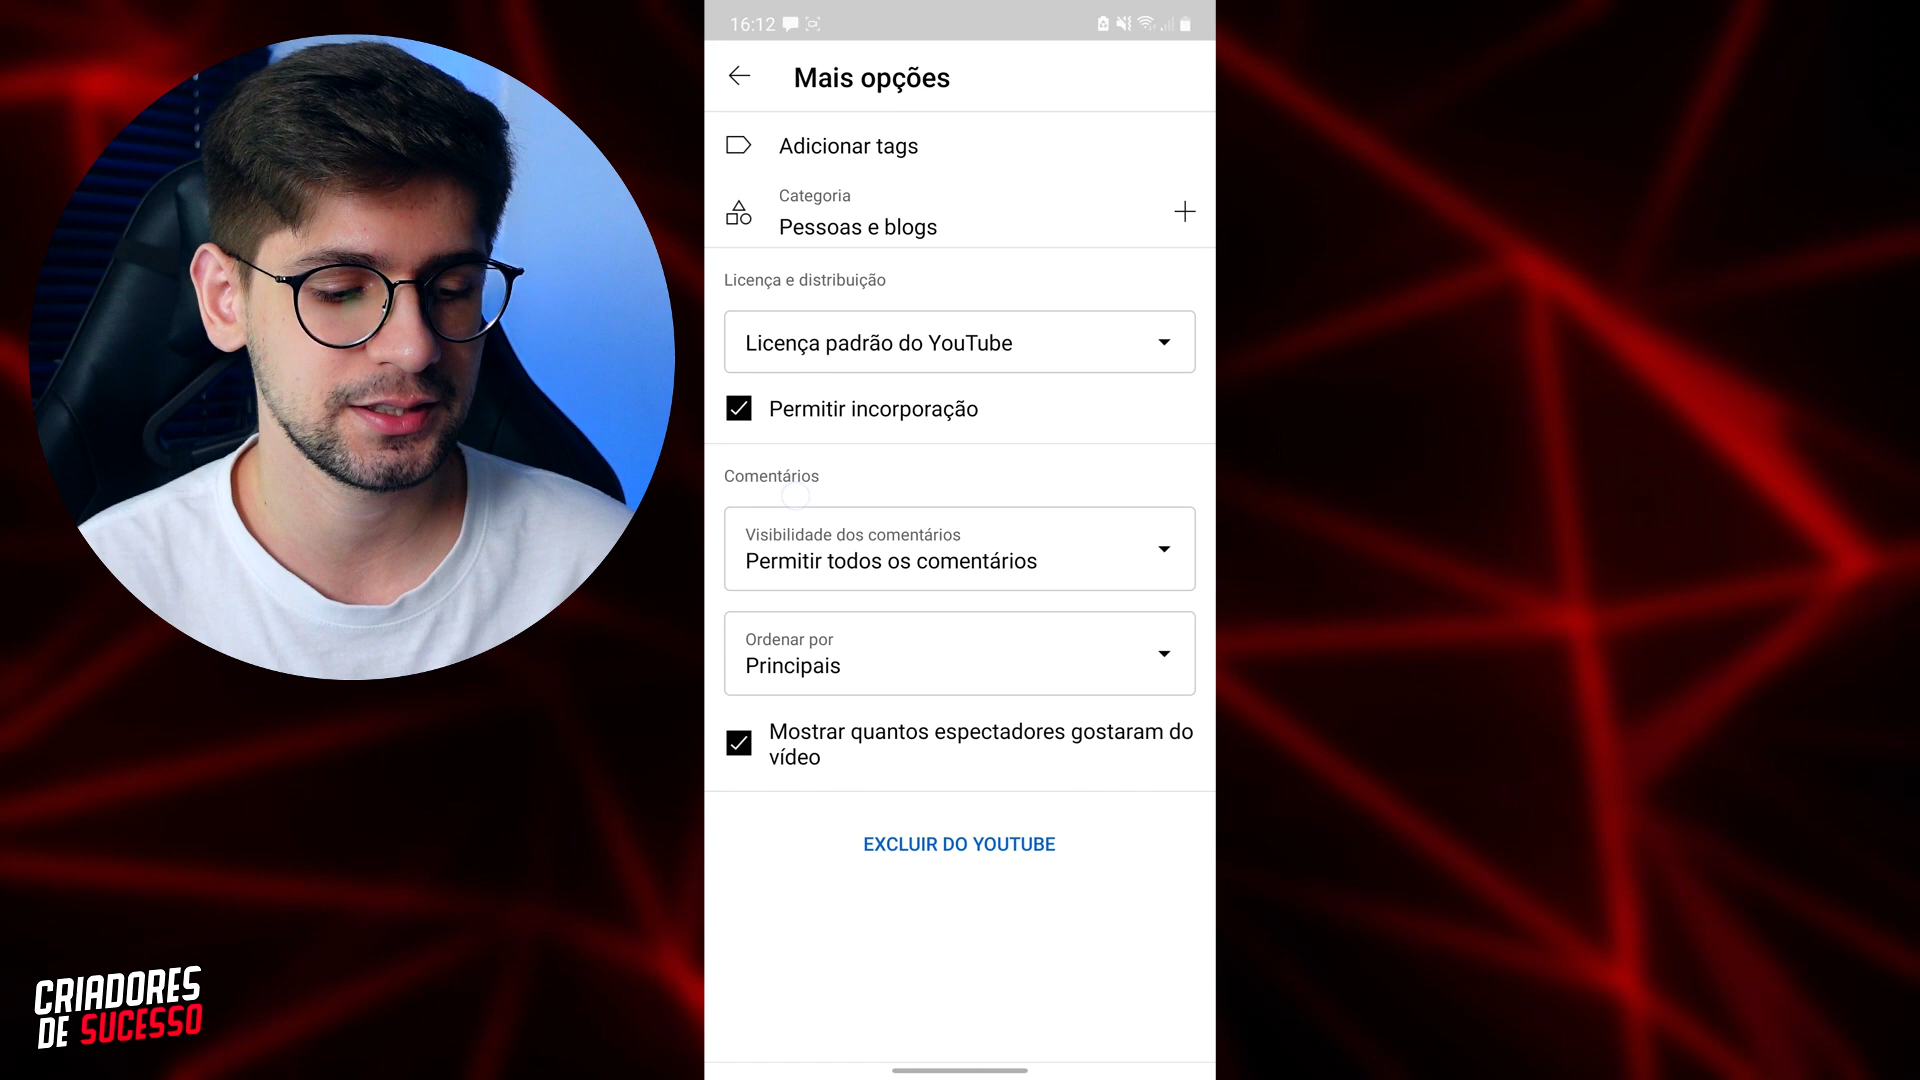 16:12
Mais opções
Adicionar tags
Categoria
Pessoas e blogs
Licença e distribuição
Licença padrão do YouTube
Permitir incorporação
Comentários
Visibilidade dos comentários
Permitir todos os comentários
Ordenar por
Principais
Mostrar quantos espectadores gostaram do
vídeo
EXCLUIR DO YOUTUBE
CRIADORES
DE SUCESSO